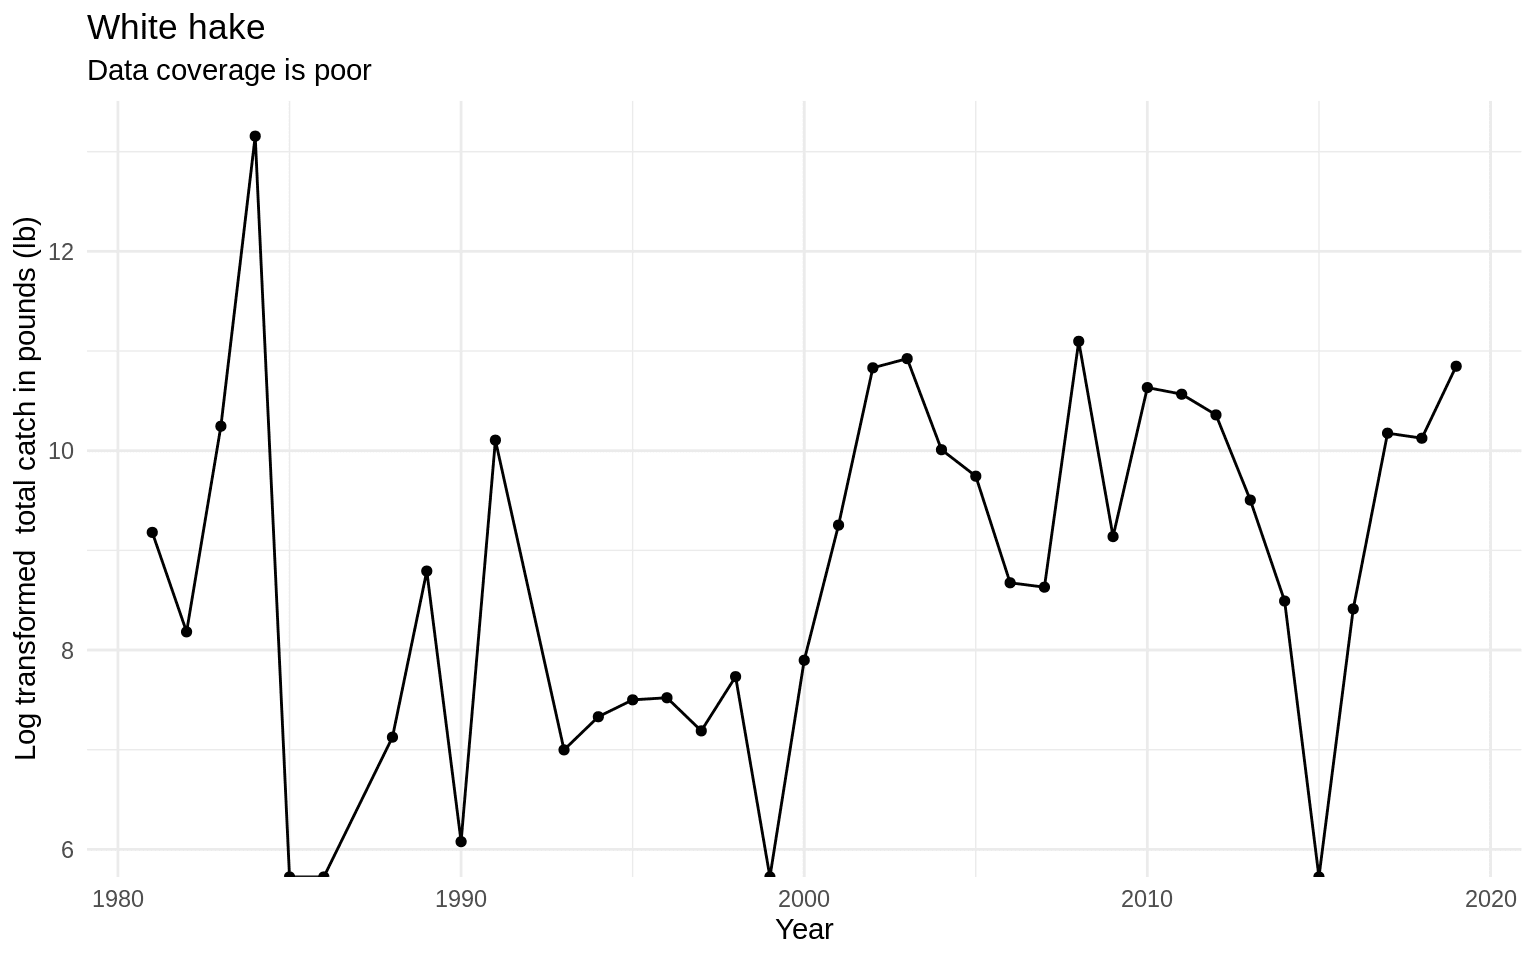 White hake
Data coverage is poor
Log transformed  total catch in pounds (lb)
12
10
8
6
1980
1990
2000
2010
2020
Year